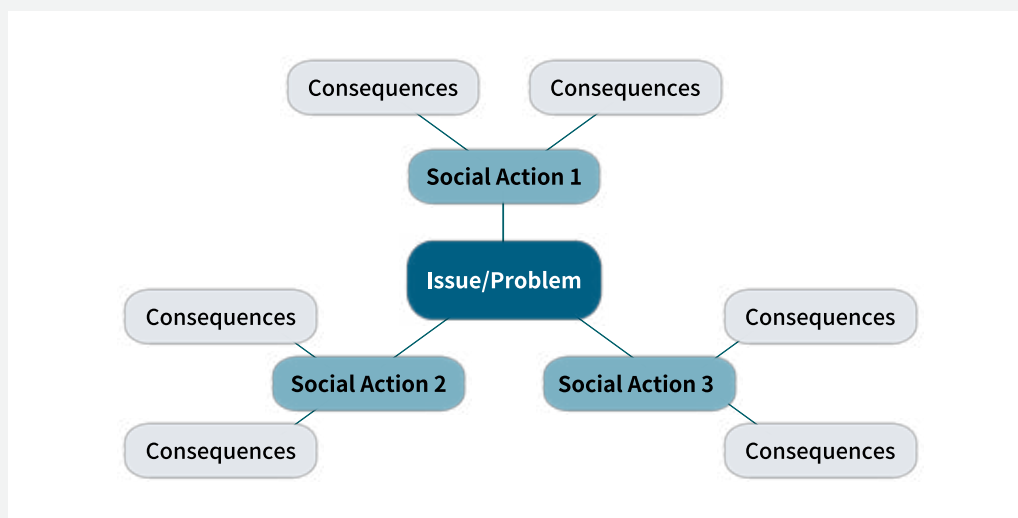 Consequences
Consequences
Social Action 1
Issue/Problem
Consequences
Consequences
Social Action 2
Social Action 3
Consequences
Consequences